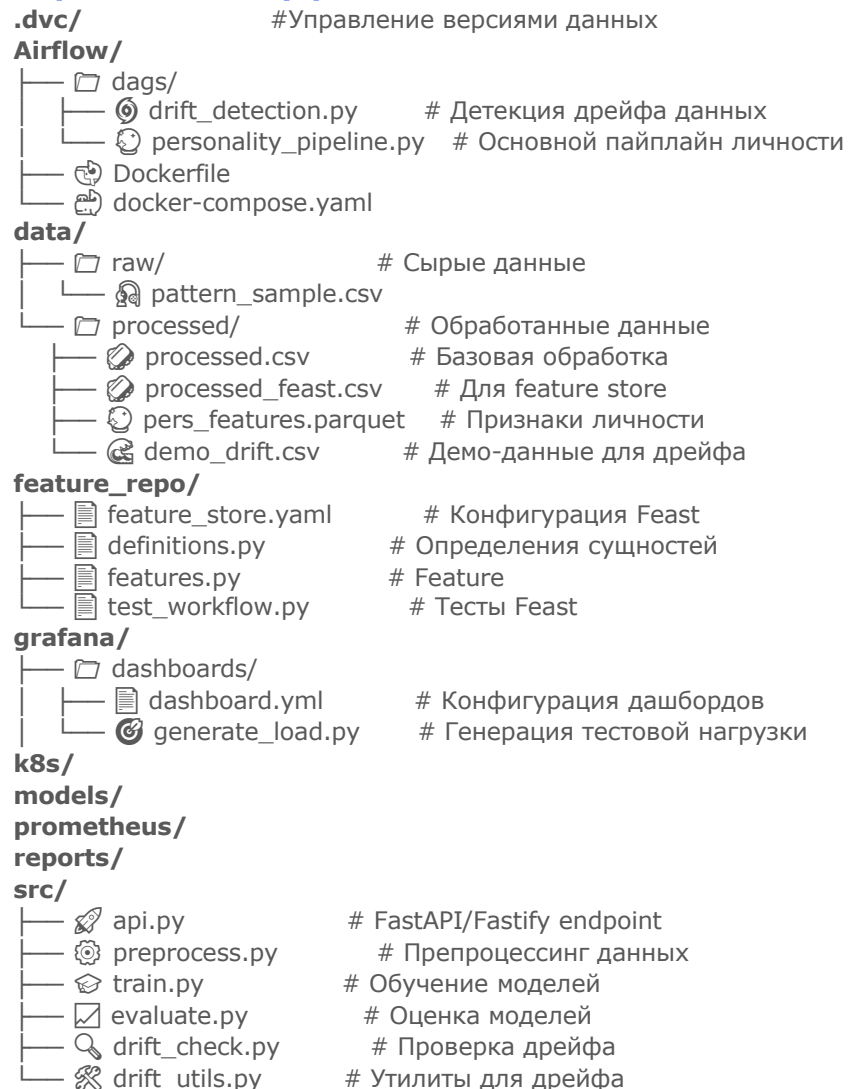 .dvc/ #Управление версиями данных
Airflow/
├── dags/
│ ├── drift_detection.py # Детекция дрейфа данных
│ └── personality_pipeline.py # Основной пайплайн личности
├── Dockerfile
└── docker-compose.yaml
data/
├── raw/ # Сырые данные
│ └── pattern_sample.csv
└── processed/ # Обработанные данные
├── processed.csv # Базовая обработка
├── processed_feast.csv # Для feature store
├── pers_features.parquet # Признаки личности
└── demo_drift.csv # Демо-данные для дрейфа
feature_repo/
├── feature_store.yaml # Конфигурация Feast
├── definitions.py # Определения сущностей
├── features.py # Feature
└── test_workflow.py # Тесты Feast
grafana/
├── dashboards/
│ ├── dashboard.yml # Конфигурация дашбордов
│ └── generate_load.py # Генерация тестовой нагрузки
k8s/
models/
prometheus/
reports/
src/
├── api.py # FastAPI/Fastify endpoint
├── preprocess.py # Препроцессинг данных
├── train.py # Обучение моделей
├── evaluate.py # Оценка моделей
├── drift_check.py # Проверка дрейфа
└── drift_utils.py # Утилиты для дрейфа